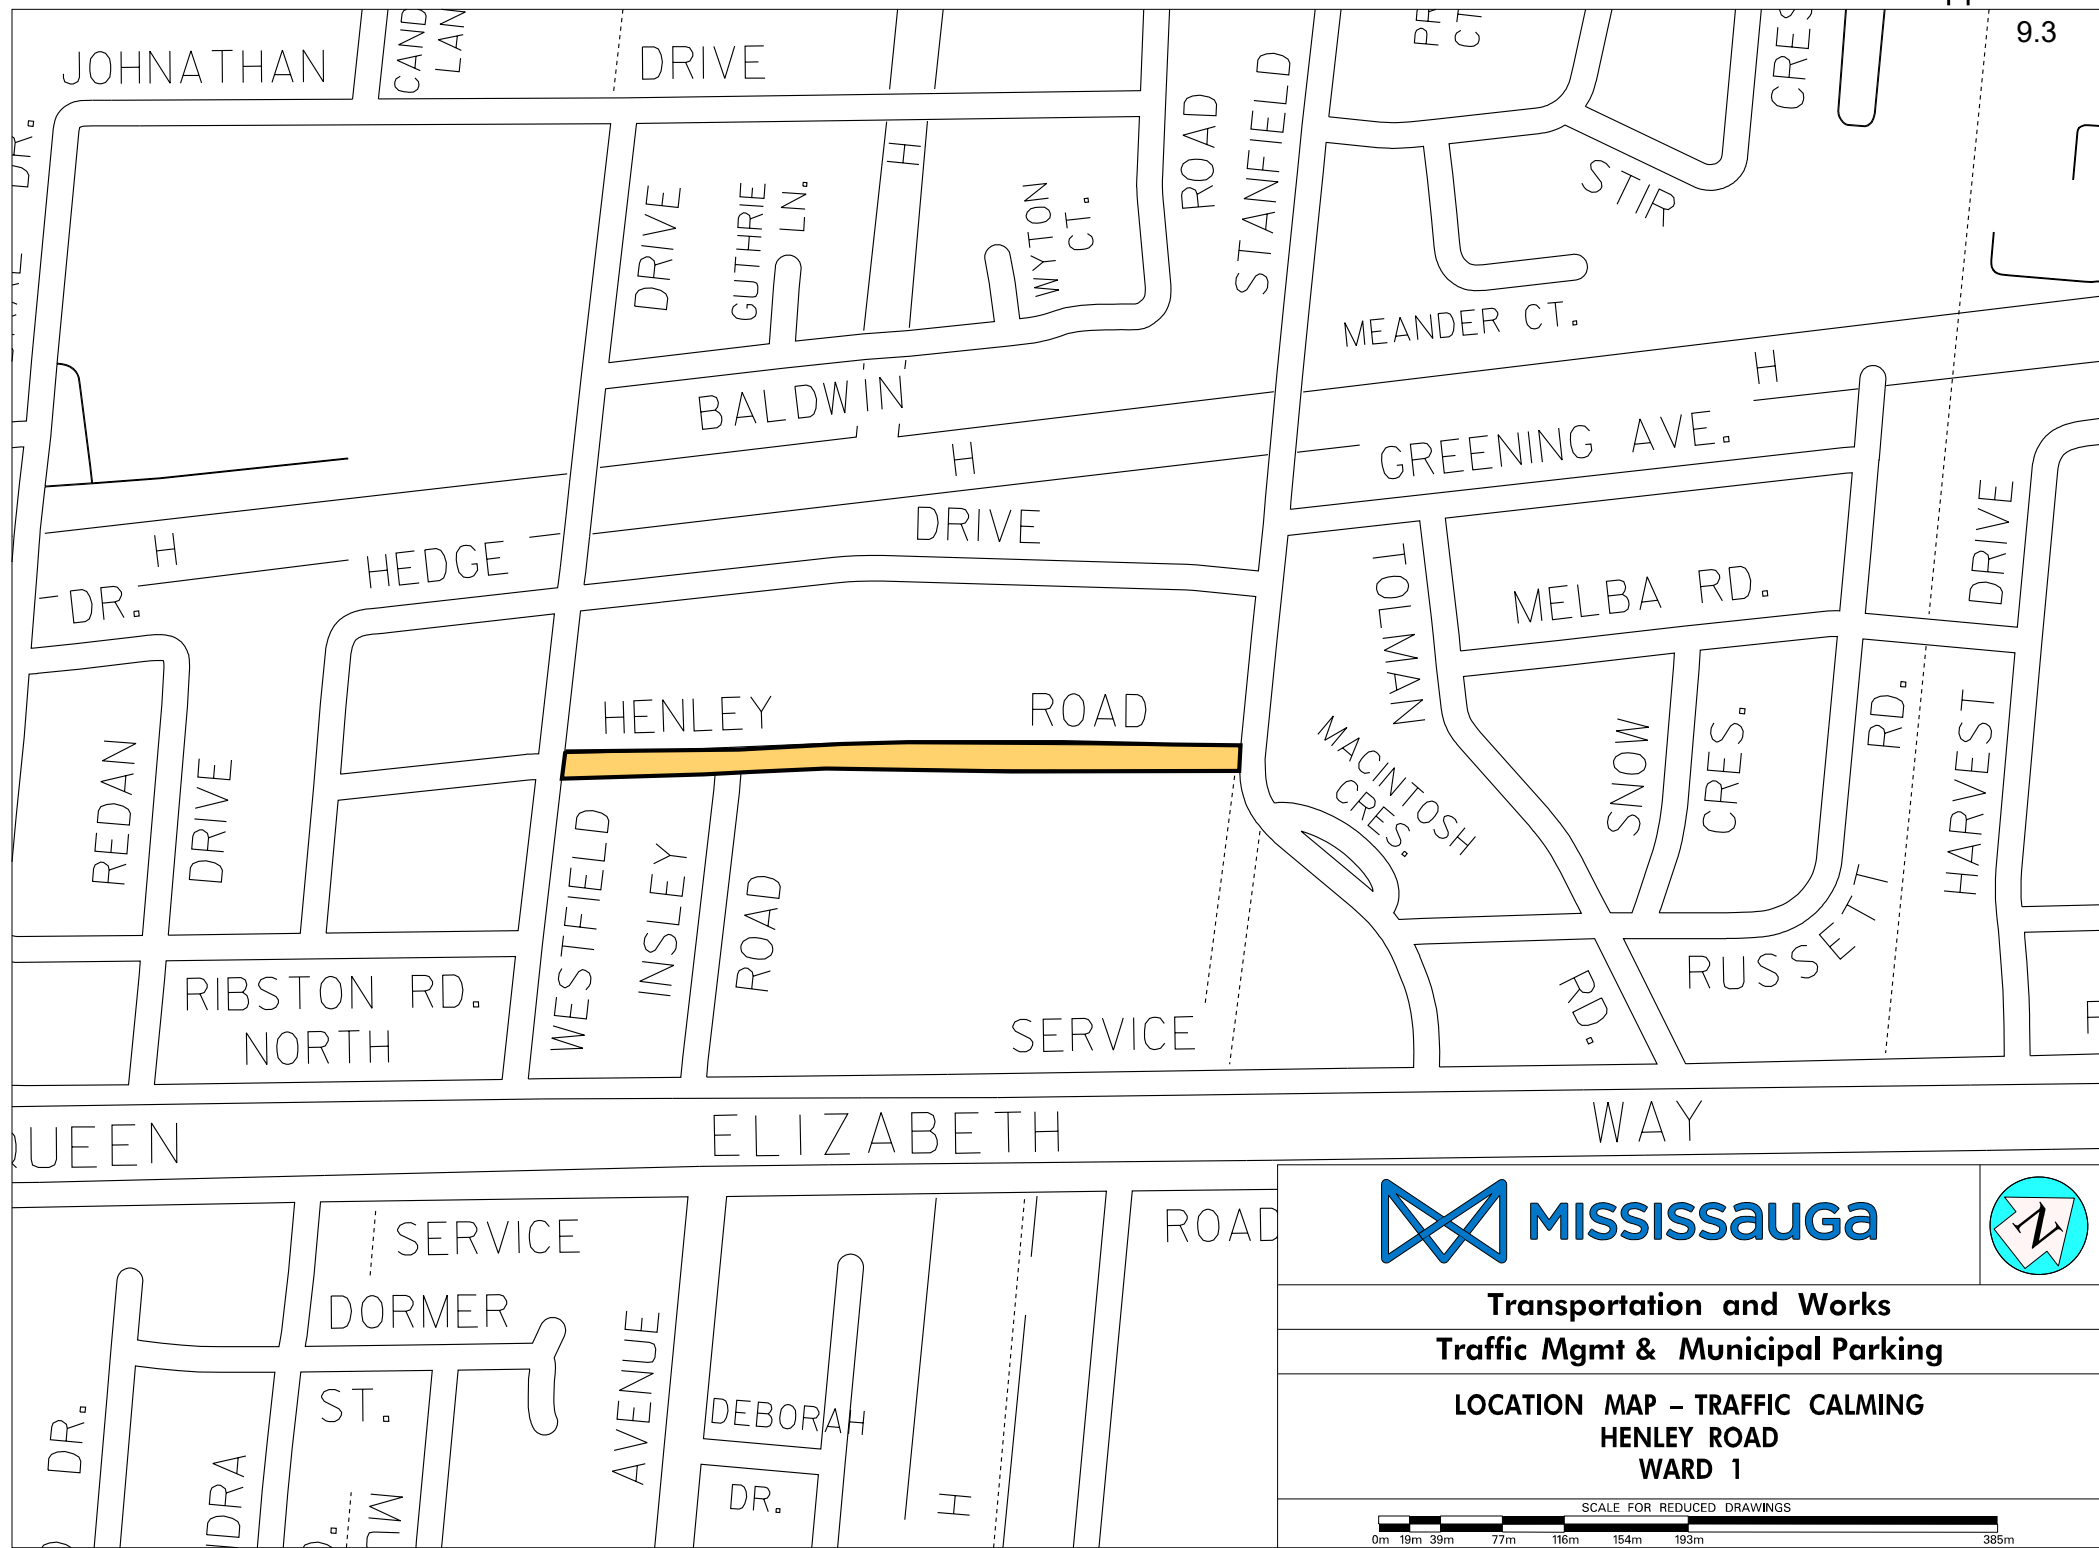 9.3
JOHNATHAN
DRIVE
DR.
ROAD
STANFIELD
CRES
STIR
DRIVE
GUTHRIE
LN.
H
WYTON
CT.
MEANDER CT.
H
BALDWIN
H
GREENING AVE.
DRIVE
H
HEDGE
DR.
TOLMAN
MELBA RD.
DRIVE
HENLEY
ROAD
MACINTOSH
CRES.
REDAN
DRIVE
SNOW
CRES.
RD.
HARVEST
WESTFIELD
INSLEY
ROAD
RUSSETT
RIBSTON RD.
NORTH
SERVICE
RD.
QUEEN
ELIZABETH
WAY
SERVICE
ROAD
DORMER
ST.
DR.
AVENUE
DEBORAH
DR.
H
MISSISSauGa
N
Transportation and Works
Traffic Mgmt & Municipal Parking
LOCATION MAP – TRAFFIC CALMING
HENLEY ROAD
WARD 1
SCALE FOR REDUCED DRAWINGS
0m 19m 39m 77m 116m 154m 193m 385m